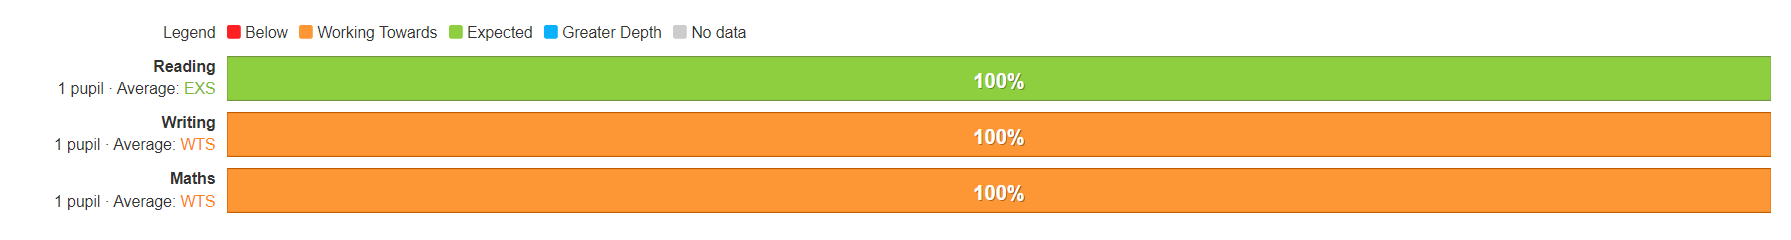 Legend Below Working Towards Expected Greater Depth No data
Reading
1 pupil · Average: EXS
100%
Writing
1 pupil · Average: WTS
100%
Maths
1 pupil · Average: WTS
100%